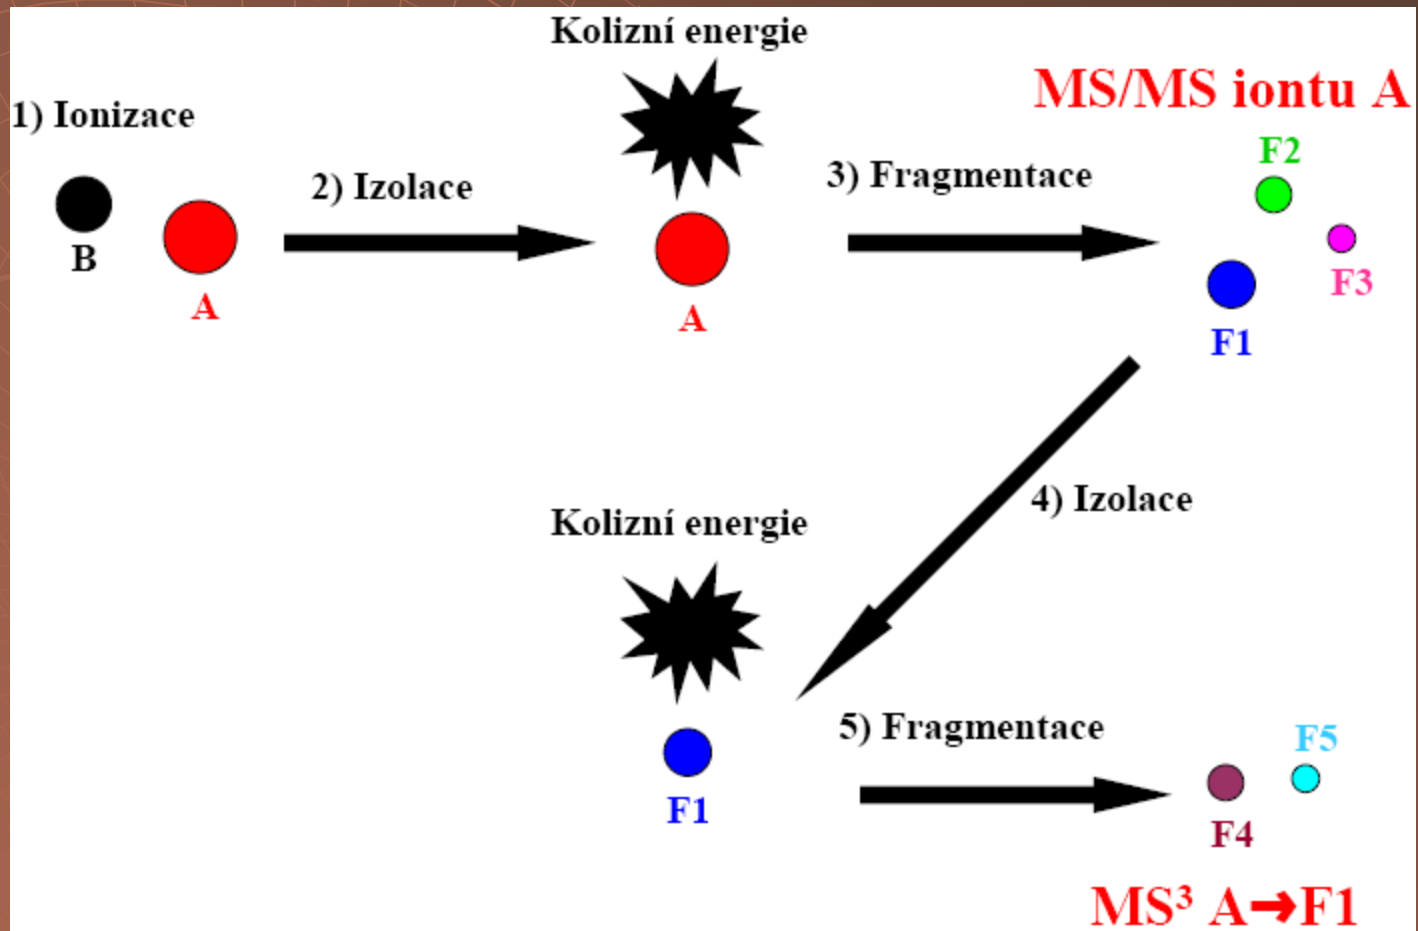 Kolizní energie
MS/MS iontu A
1) Ionizace
F2
3) Fragmentace
2) Izolace
B
F3
A
A
F1
4) Izolace
Kolizní energie
5) Fragmentace
F5
F1
F4
MS³ A➔F1